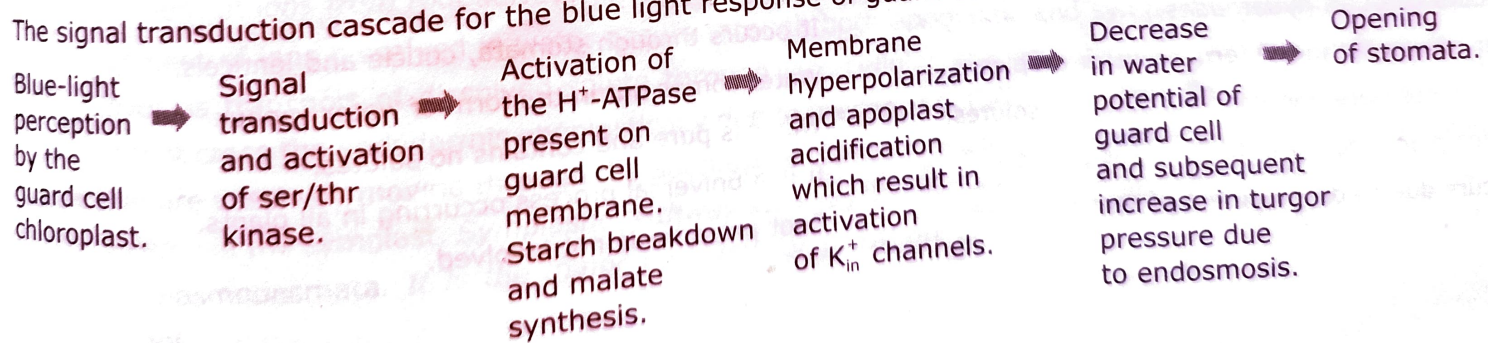 The signal transduction cascade for the blue light response
Blue-light
perception
by the
guard cell
chloroplast.
Signal
transduction
and activation
of ser/thr
kinase.
Activation of
the H⁺-ATPase
present on
guard cell
membrane.
Starch breakdown
and malate
synthesis.
Membrane
hyperpolarization
and apoplast
acidification
which result in
activation
of K⁺in channels.
Decrease
in water
potential of
guard cell
and subsequent
increase in turgor
pressure due
to endosmosis.
Opening
of stomata.